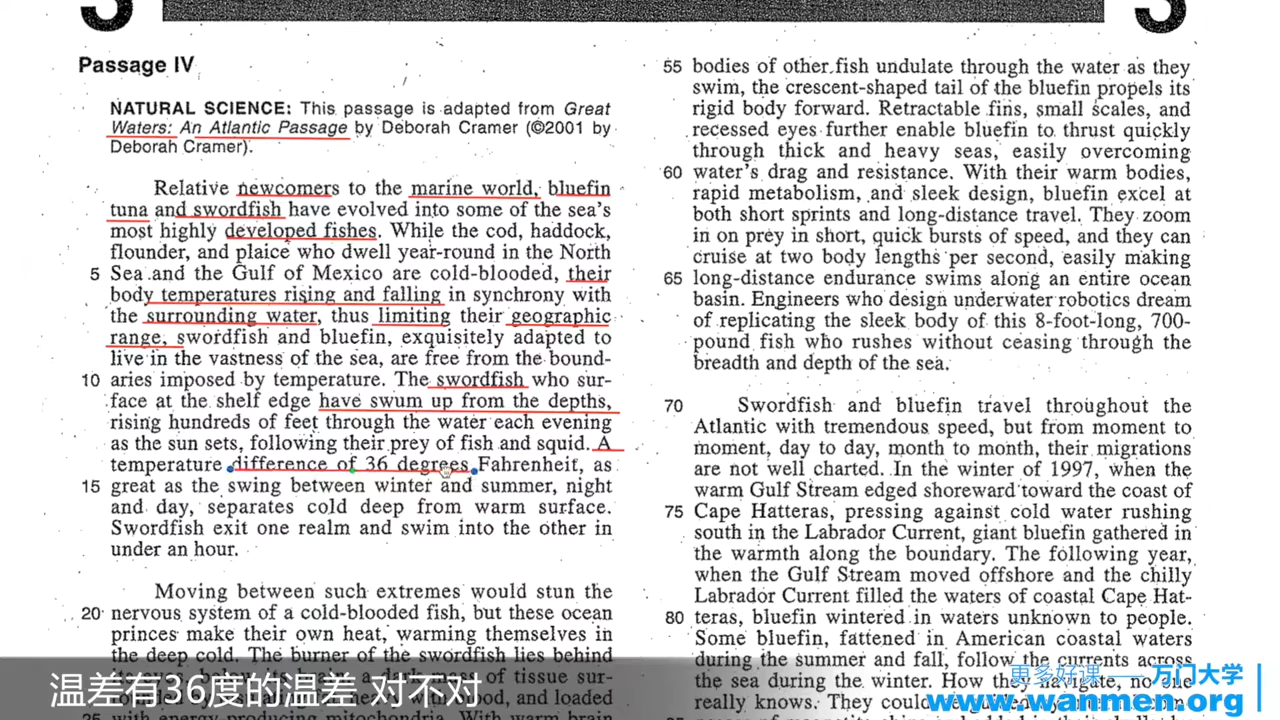 3
3
Passage IV
NATURAL SCIENCE: This passage is adapted from Great
Waters: An Atlantic Passage by Deborah Cramer (©2001 by
Deborah Cramer).
Relative newcomers to the marine world, bluefin
tuna and swordfish have evolved into some of the sea's
most highly developed fishes. While the cod, haddock,
flounder, and plaice who dwell year-round in the North
5 Sea and the Gulf of Mexico are cold-blooded, their
body temperatures rising and falling in synchrony with
the surrounding water, thus limiting their geographic
range, swordfish and bluefin, exquisitely adapted to
live in the vastness of the sea, are free from the bound-
10 aries imposed by temperature. The swordfish who sur-
face at the shelf edge have swum up from the depths,
rising hundreds of feet through the water each evening
as the sun sets, following their prey of fish and squid. A
temperature difference of 36 degrees Fahrenheit, as
15 great as the swing between winter and summer, night
and day, separates cold deep from warm surface.
Swordfish exit one realm and swim into the other in
under an hour.
Moving between such extremes would stun the
20 nervous system of a cold-blooded fish, but these ocean
princes make their own heat, warming themselves in
the deep cold. The burner of the swordfish lies behind
of tissue sur-
and loaded
With warm brain
55 bodies of other fish undulate through the water as they
swim, the crescent-shaped tail of the bluefin propels its
rigid body forward. Retractable fins, small scales, and
recessed eyes further enable bluefin to thrust quickly
through thick and heavy seas, easily overcoming
60 water's drag and resistance. With their warm bodies,
rapid metabolism, and sleek design, bluefin excel at
both short sprints and long-distance travel. They zoom
in on prey in short, quick bursts of speed, and they can
cruise at two body lengths per second, easily making
65 long-distance endurance swims along an entire ocean
basin. Engineers who design underwater robotics dream
of replicating the sleek body of this 8-foot-long, 700-
pound fish who rushes without ceasing through the
breadth and depth of the sea.
70 Swordfish and bluefin travel throughout the
Atlantic with tremendous speed, but from moment to
moment, day to day, month to month, their migrations
are not well charted. In the winter of 1997, when the
warm Gulf Stream edged shoreward toward the coast of
75 Cape Hatteras, pressing against cold water rushing
south in the Labrador Current, giant bluefin gathered in
the warmth along the boundary. The following year,
when the Gulf Stream moved offshore and the chilly
Labrador Current filled the waters of coastal Cape Hat-
80 teras, bluefin wintered in waters unknown to people.
Some bluefin, fattened in American coastal waters
during the summer and fall, follow the currents across
the sea during the winter. How they navigate, no one
really knows. They could
温差有36度的温差 对不对
更多好课 —— 万门大学
www.wanmen.org